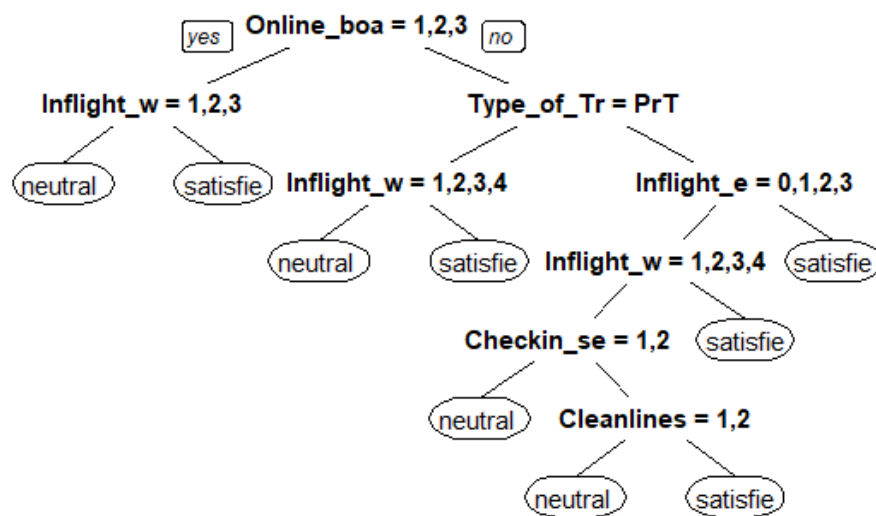 yes Online_boa = 1,2,3 no
Inflight_w = 1,2,3 Type_of_Tr = PrT
neutral satisfie Inflight_w = 1,2,3,4 Inflight_e = 0,1,2,3
neutral satisfie Inflight_w = 1,2,3,4 satisfie
Checkin_se = 1,2 satisfie
neutral Cleanlines = 1,2
neutral satisfie